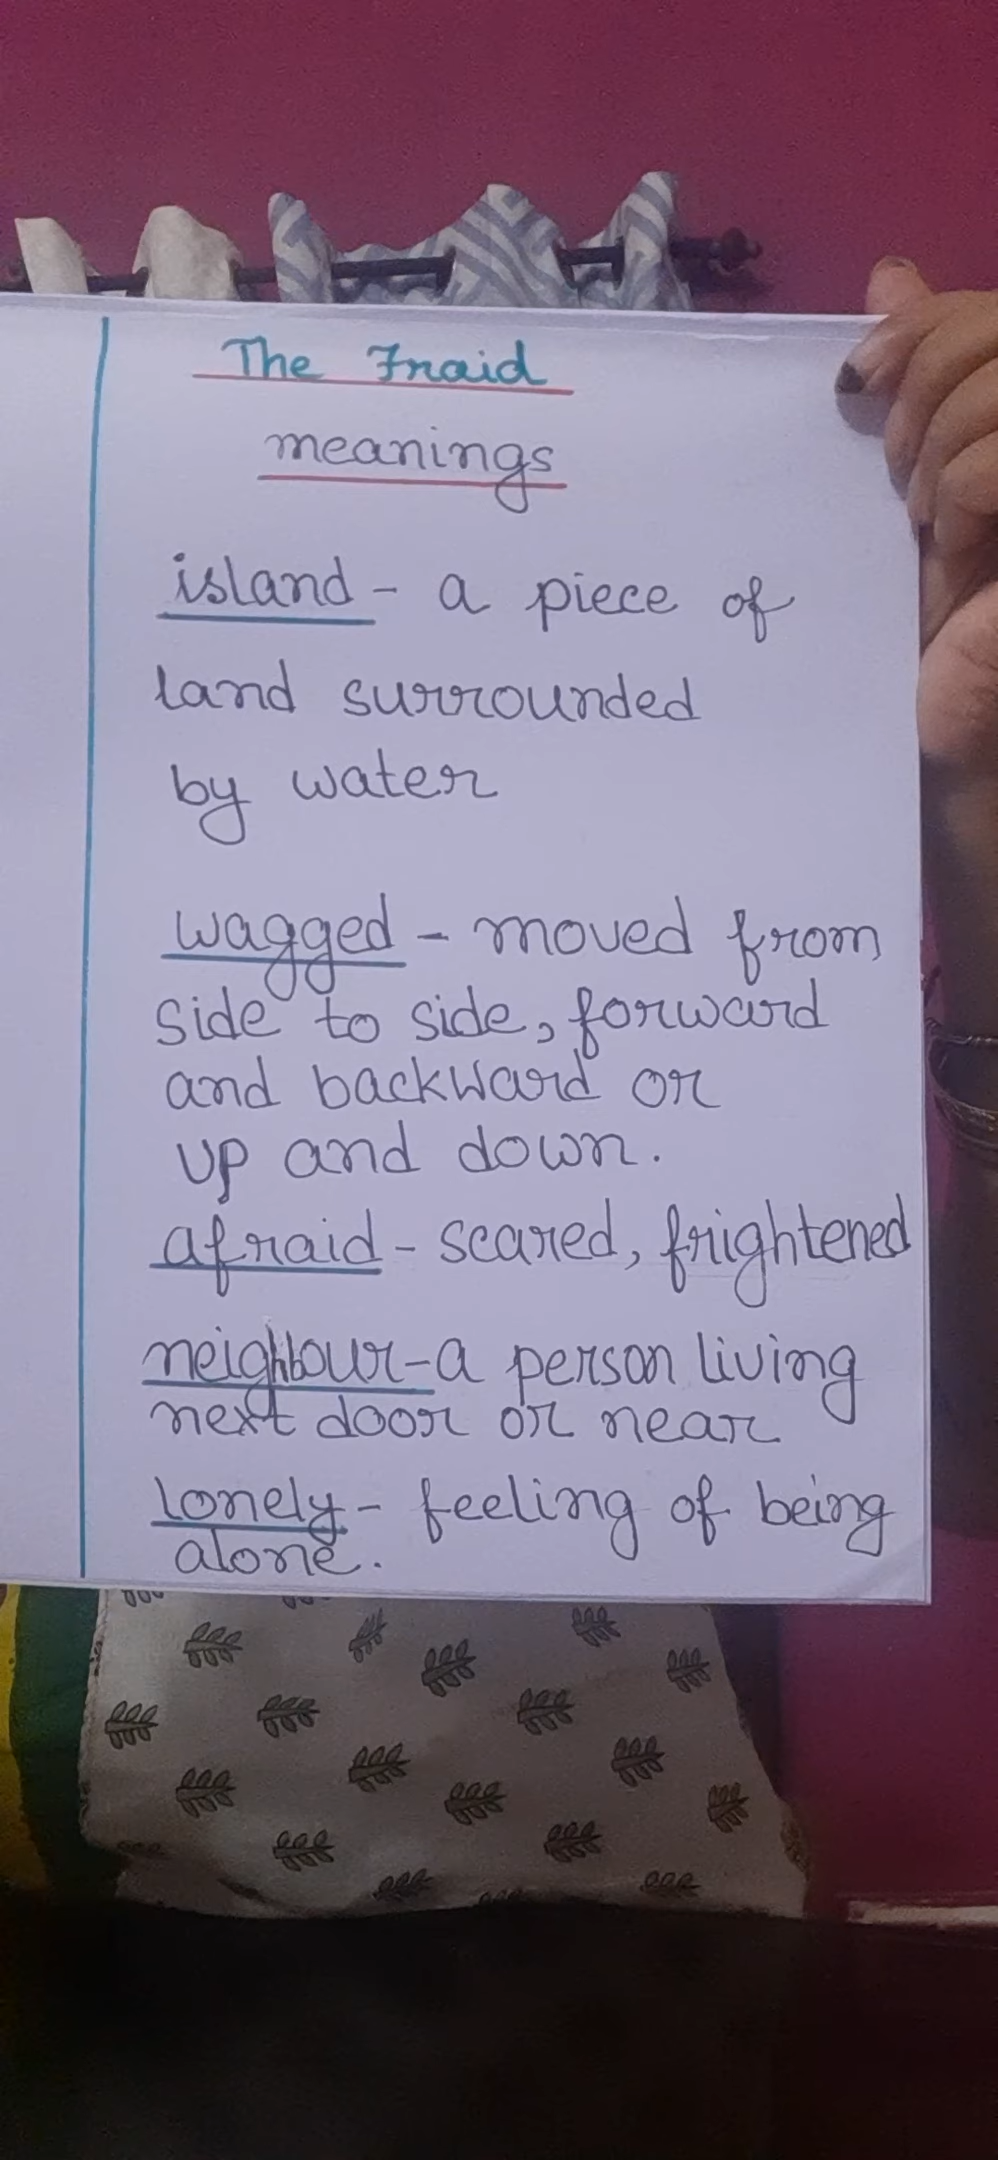 The Fraid
meanings
island - a piece of
land surrounded
by water
wagged - moved from
side to side, forward
and backward or
up and down.
afraid - scared, frightened
neighbour - a person living
next door or near
lonely - feeling of being
alone.